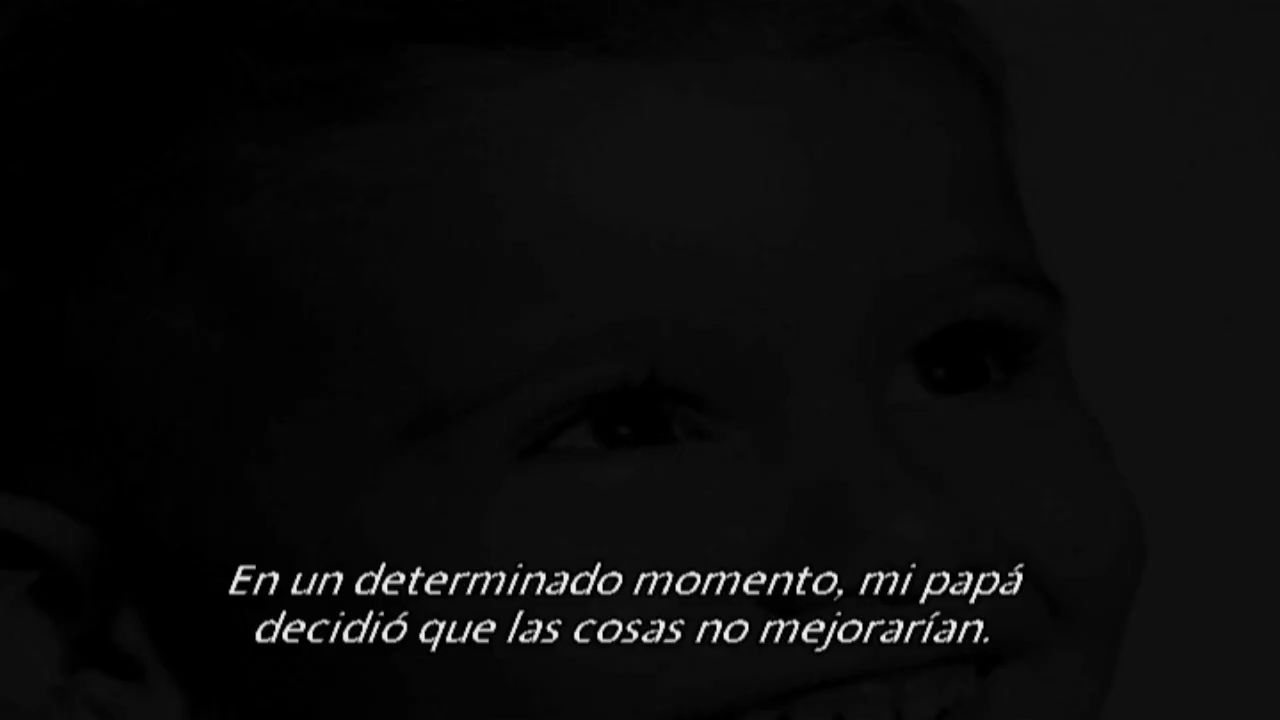 En un determinado momento, mi papá
decidió que las cosas no mejorarían.